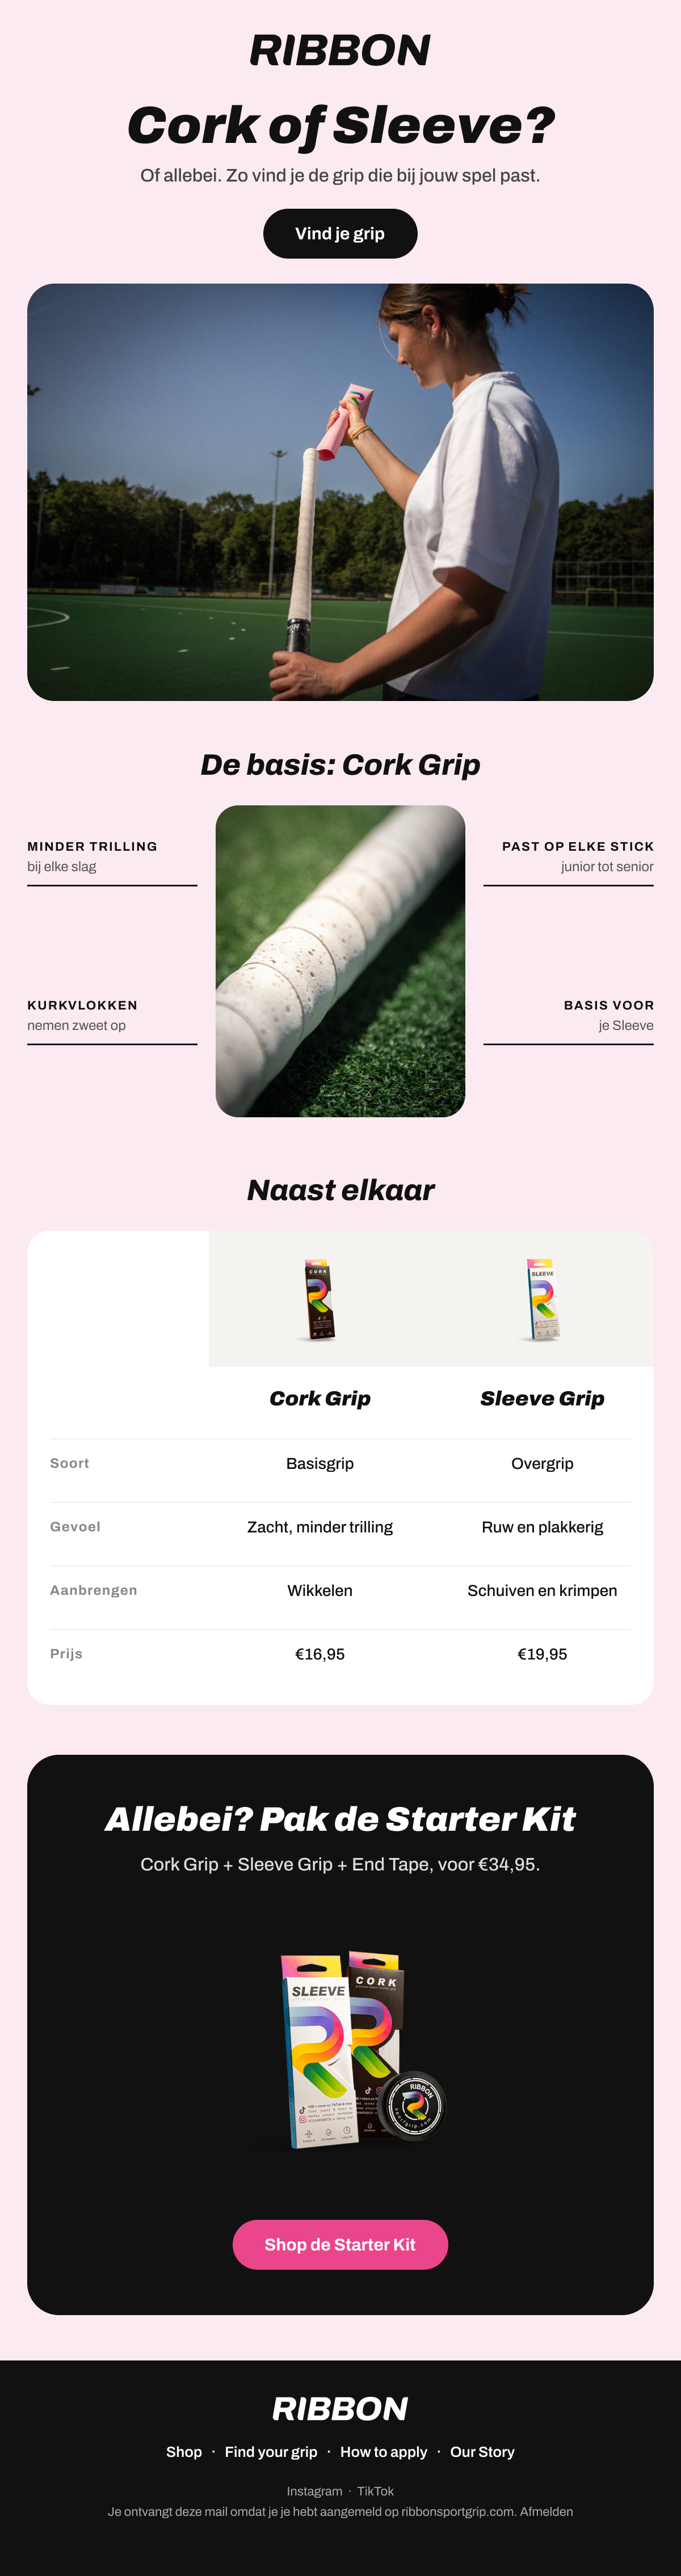 RIBBON
Cork of Sleeve?
Of allebei. Zo vind je de grip die bij jouw spel past.
Vind je grip
De basis: Cork Grip
MINDER TRILLING
bij elke slag
PAST OP ELKE STICK
junior tot senior
KURKVLOKKEN
nemen zweet op
BASIS VOOR
je Sleeve
Naast elkaar
CORK
SLEEVE
Cork Grip
Sleeve Grip
Soort
Basisgrip
Overgrip
Gevoel
Zacht, minder trilling
Ruw en plakkerig
Aanbrengen
Wikkelen
Schuiven en krimpen
Prijs
€16,95
€19,95
Allebei? Pak de Starter Kit
Cork Grip + Sleeve Grip + End Tape, voor €34,95.
SLEEVE
CORK
RIBBON
sportgrip.com
Shop de Starter Kit
RIBBON
Shop · Find your grip · How to apply · Our Story
Instagram · TikTok
Je ontvangt deze mail omdat je je hebt aangemeld op ribbonsportgrip.com. Afmelden